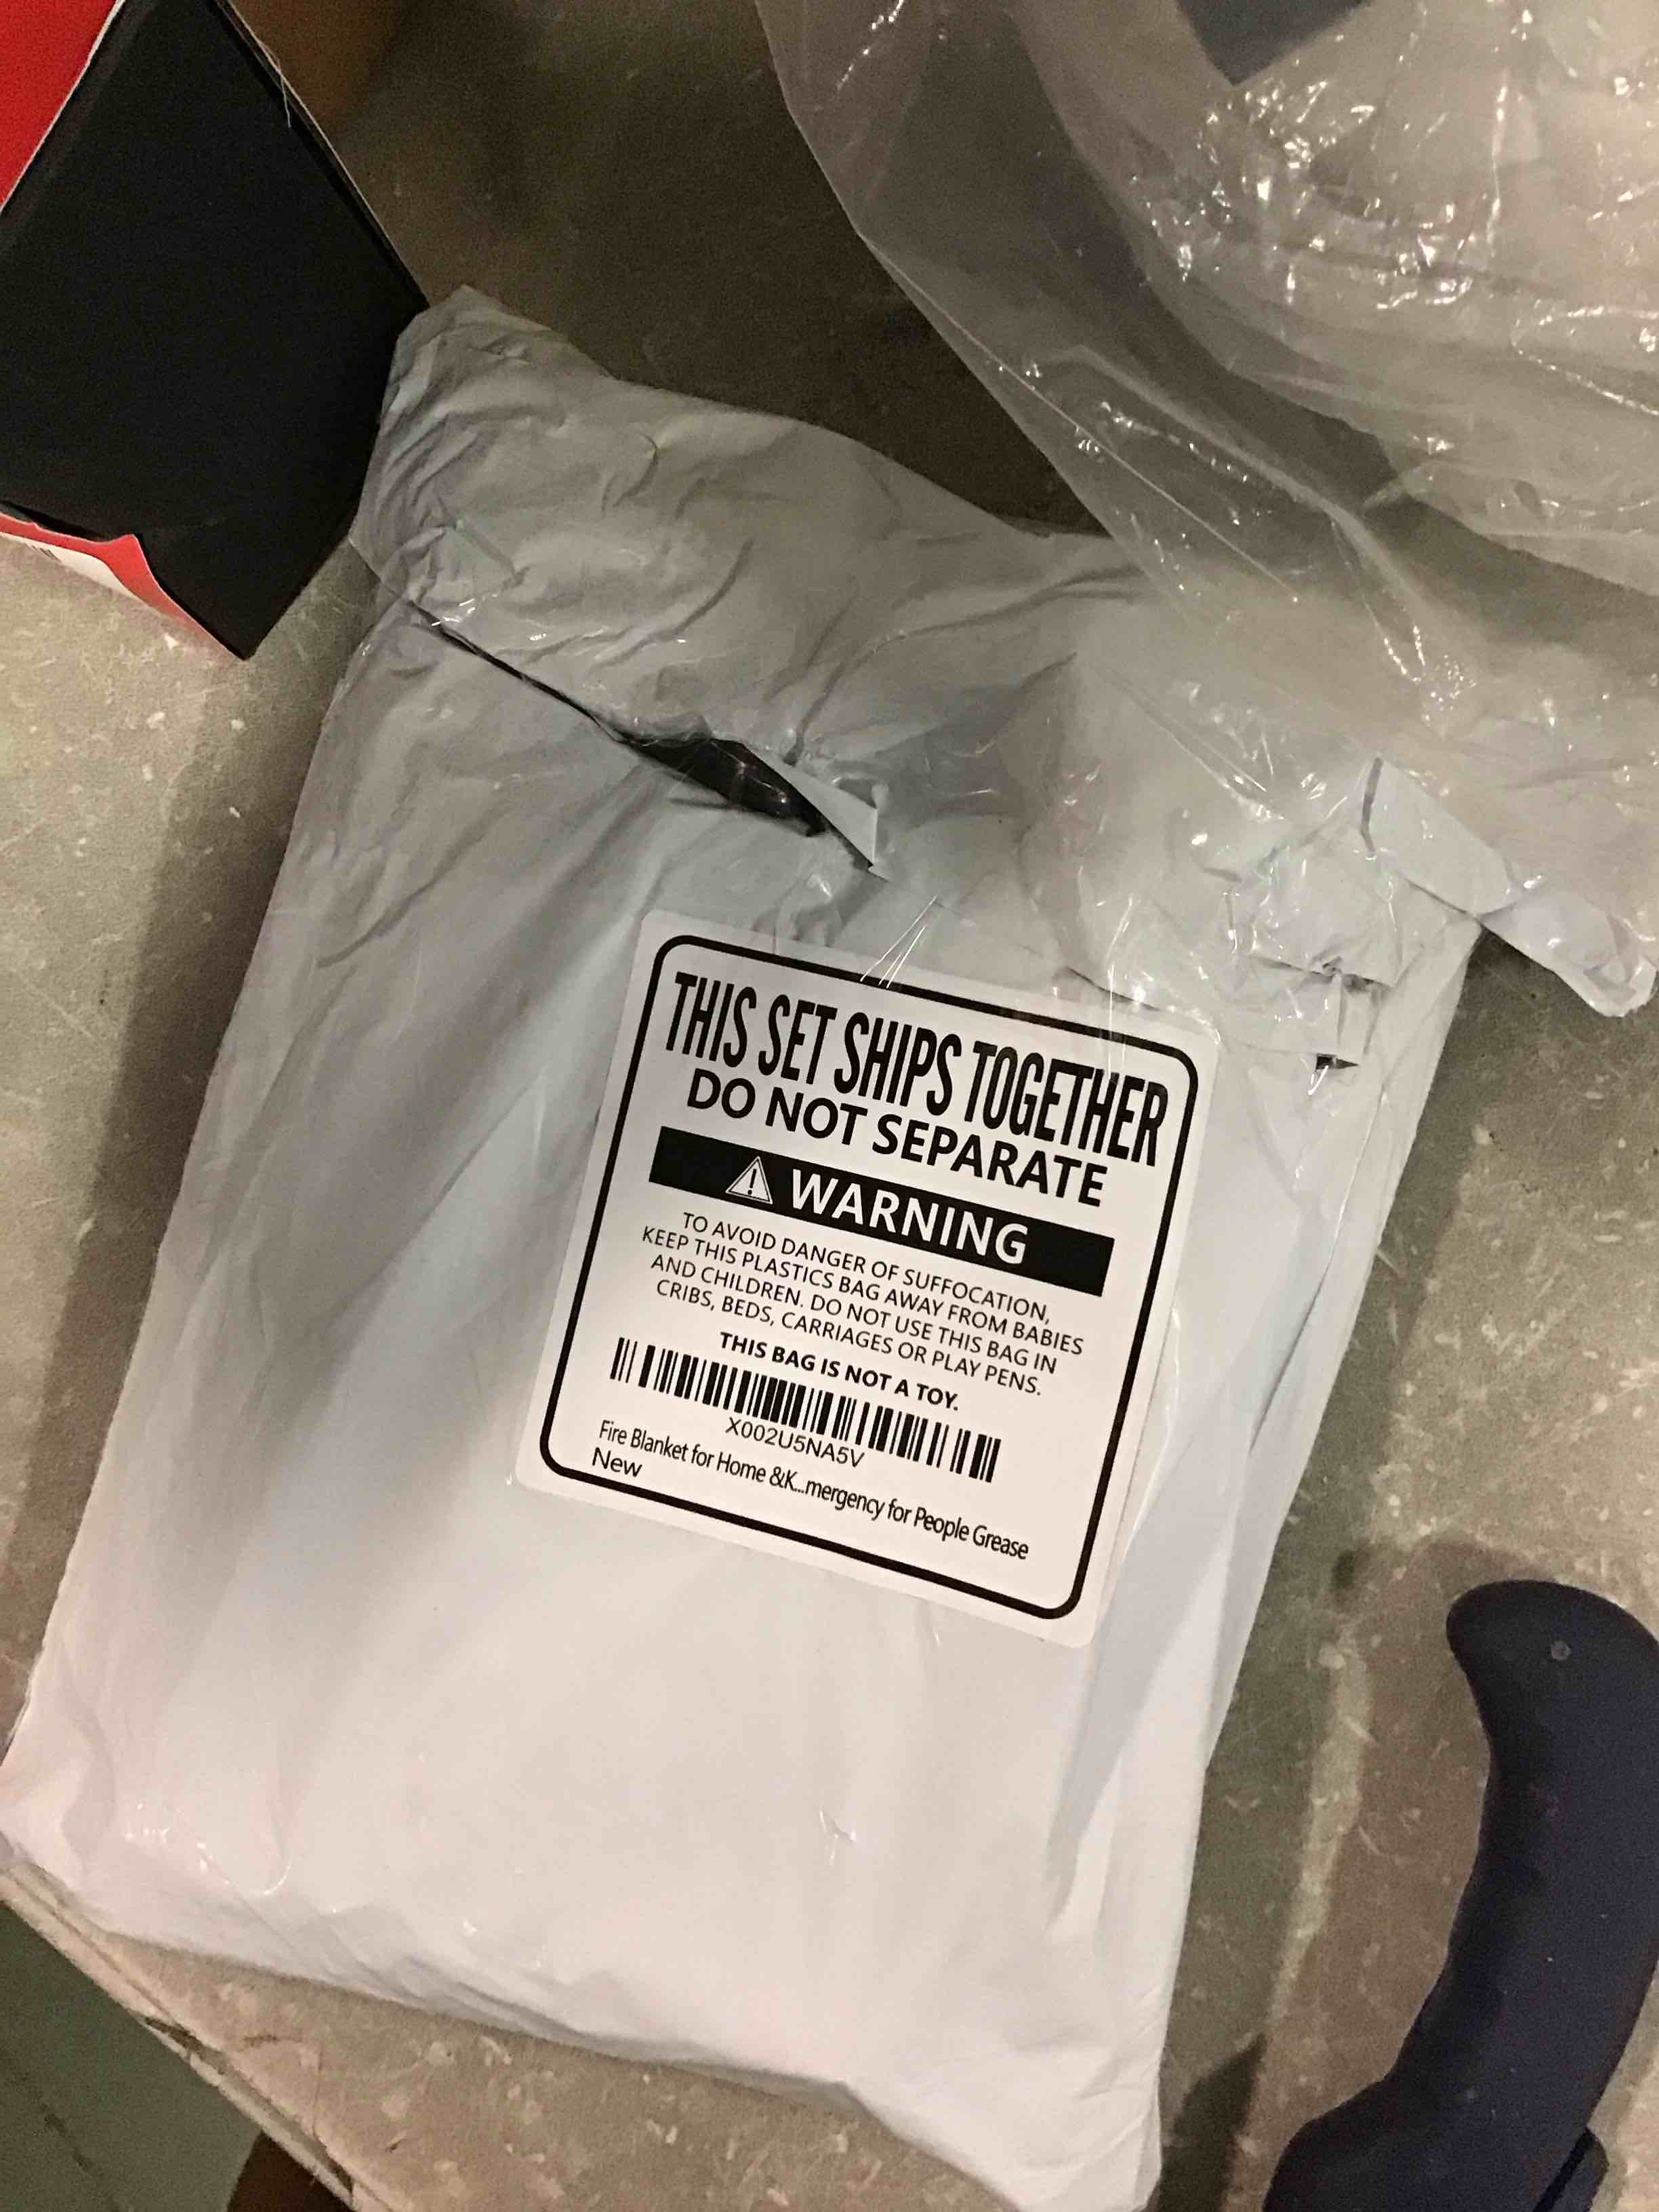 THIS SET SHIPS TOGETHER
DO NOT SEPARATE
WARNING
TO AVOID DANGER OF SUFFOCATION,
KEEP THIS PLASTICS BAG AWAY FROM BABIES
AND CHILDREN. DO NOT USE THIS BAG IN
CRIBS, BEDS, CARRIAGES OR PLAY PENS.
THIS BAG IS NOT A TOY.
X002U5NA5V
Fire Blanket for Home &K...mergency for People Grease
New